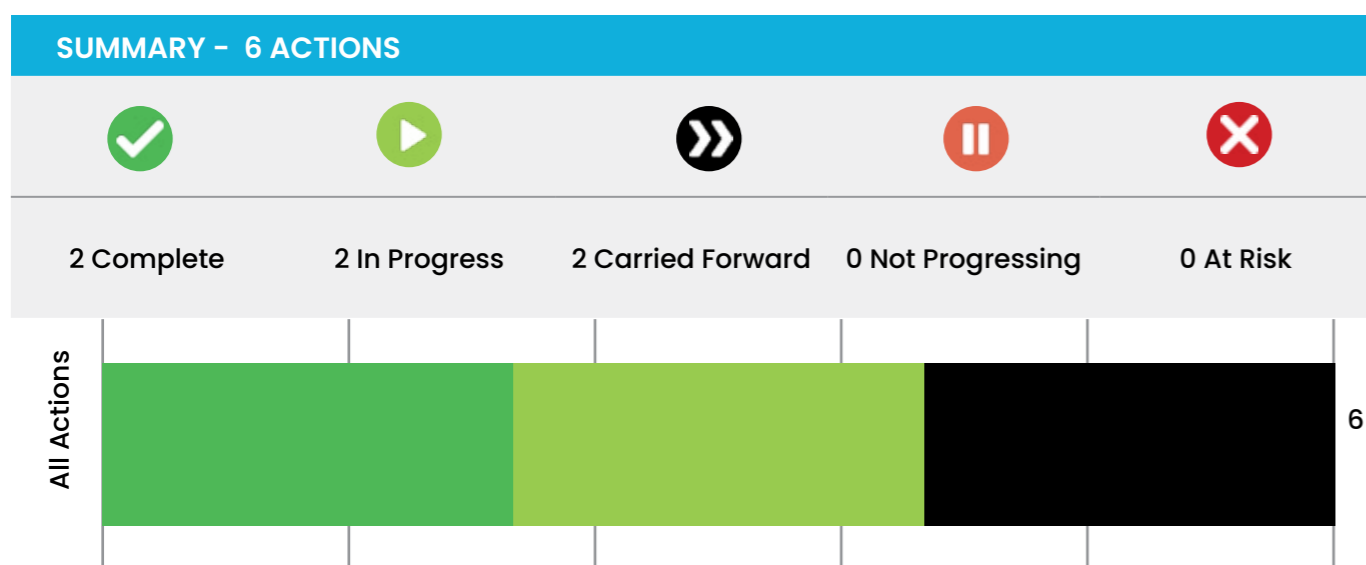 SUMMARY - 6 ACTIONS
2 Complete
2 In Progress
2 Carried Forward
0 Not Progressing
0 At Risk
All Actions
6